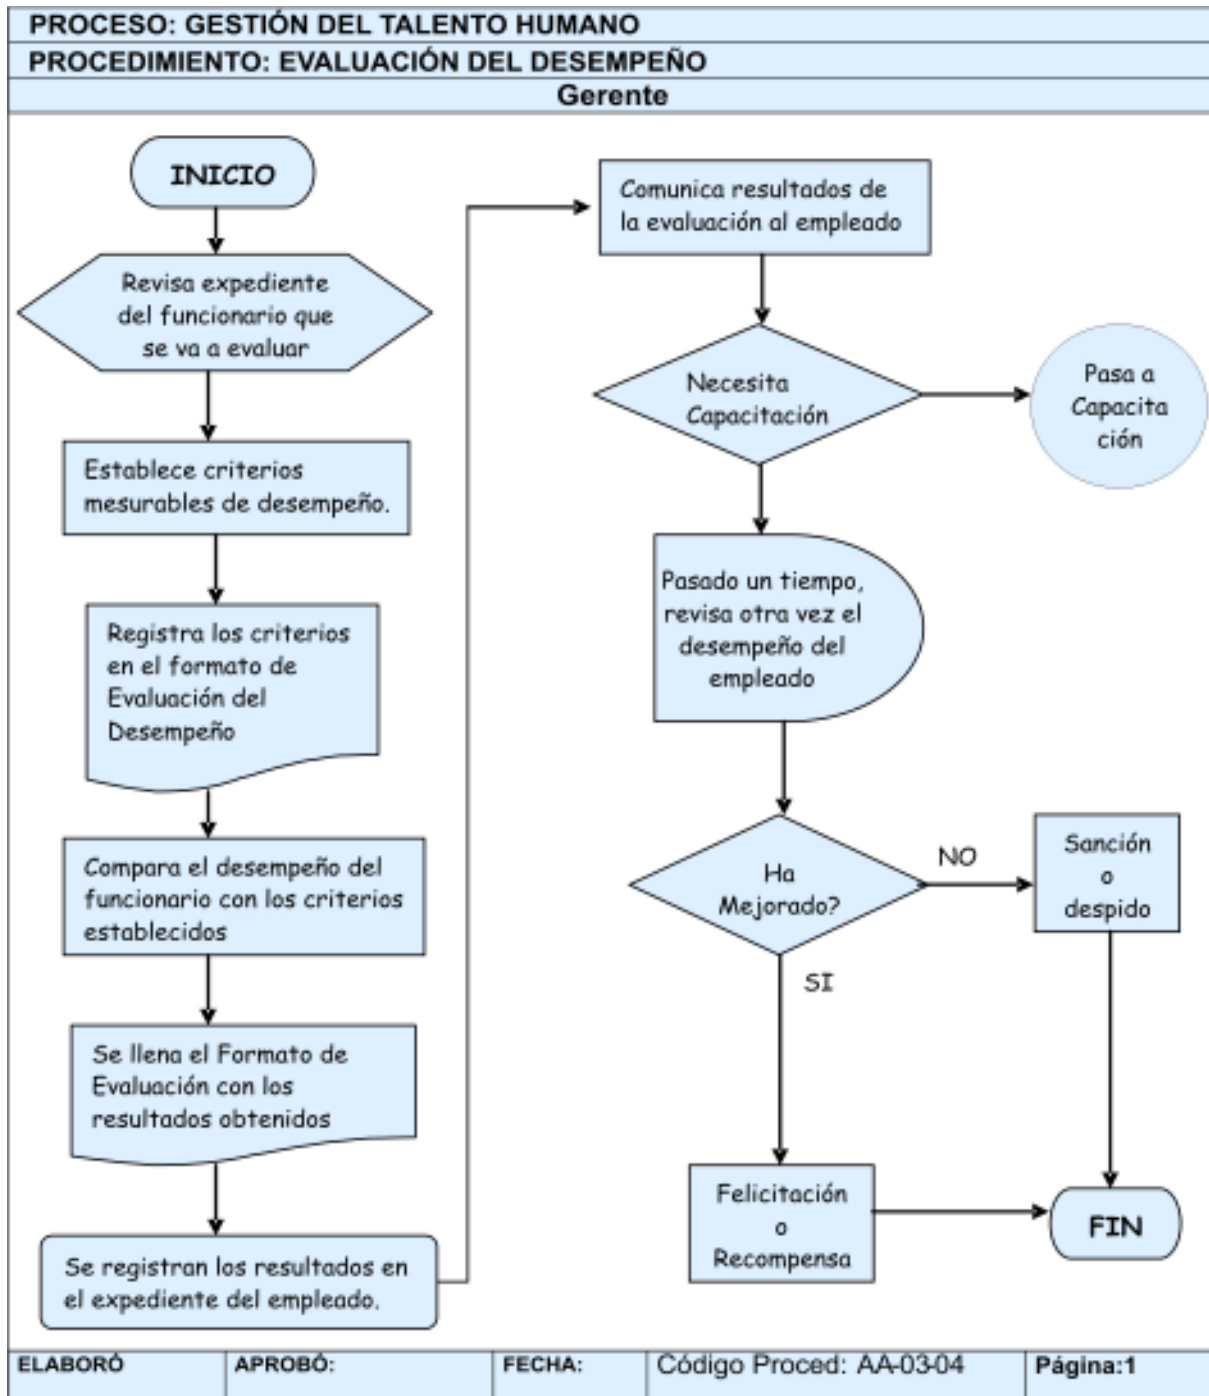 PROCESO: GESTIÓN DEL TALENTO HUMANO
PROCEDIMIENTO: EVALUACIÓN DEL DESEMPEÑO
Gerente
INICIO
Revisa expediente
del funcionario que
se va a evaluar
Establece criterios
mesurables de desempeño.
Registra los criterios
en el formato de
Evaluación del
Desempeño
Compara el desempeño del
funcionario con los criterios
establecidos
Se llena el Formato de
Evaluación con los
resultados obtenidos
Se registran los resultados en
el expediente del empleado.
Comunica resultados de
la evaluación al empleado
Necesita
Capacitación
Pasa a
Capacita
ción
Pasado un tiempo,
revisa otra vez el
desempeño del
empleado
Ha
Mejorado?
NO
Sanción
o
despido
SI
Felicitación
o
Recompensa
FIN
ELABORÓ
APROBÓ:
FECHA:
Código Proced: AA-03-04
Página:1